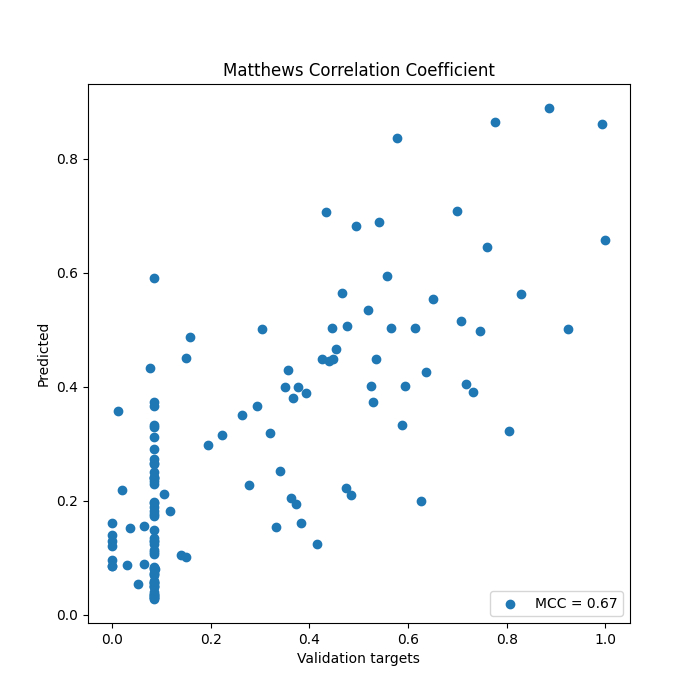 Matthews Correlation Coefficient
0.8
0.6
0.4
0.2
0.0
Predicted
MCC = 0.67
0.0 0.2 0.4 0.6 0.8 1.0
Validation targets